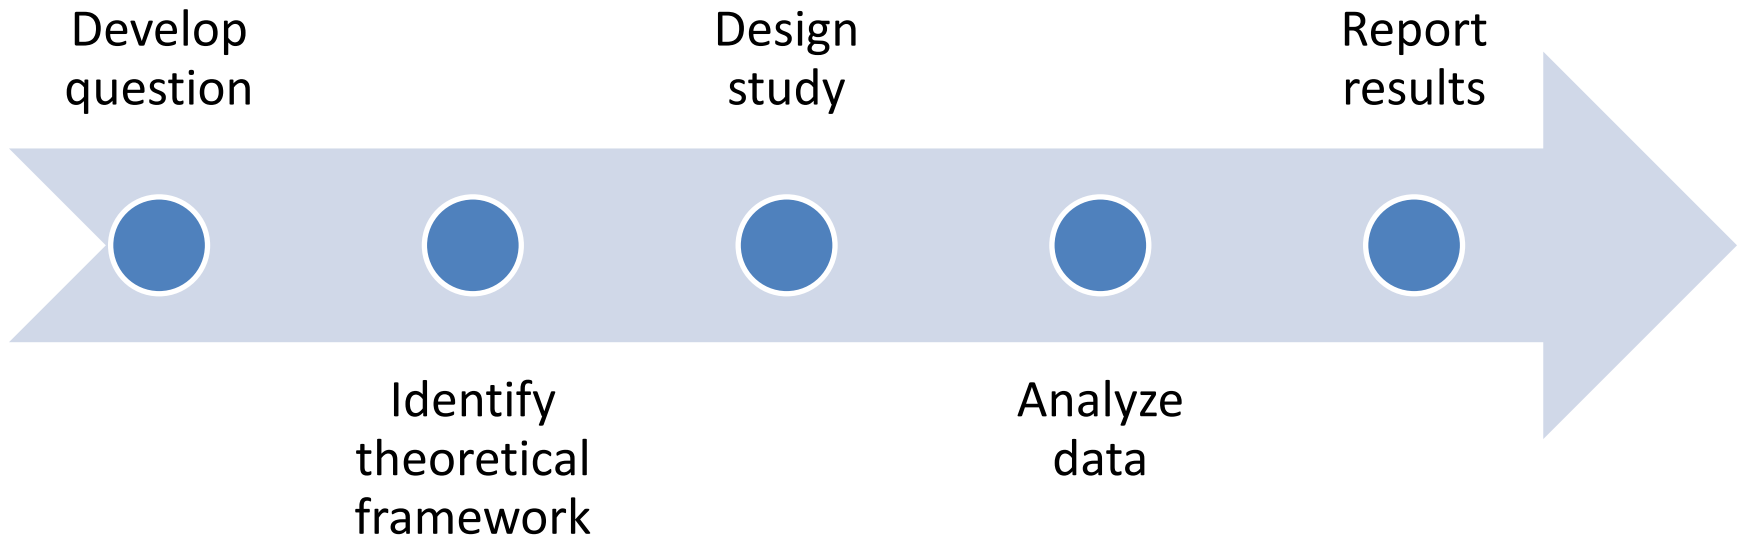 Develop
question
Identify
theoretical
framework
Design
study
Analyze
data
Report
results